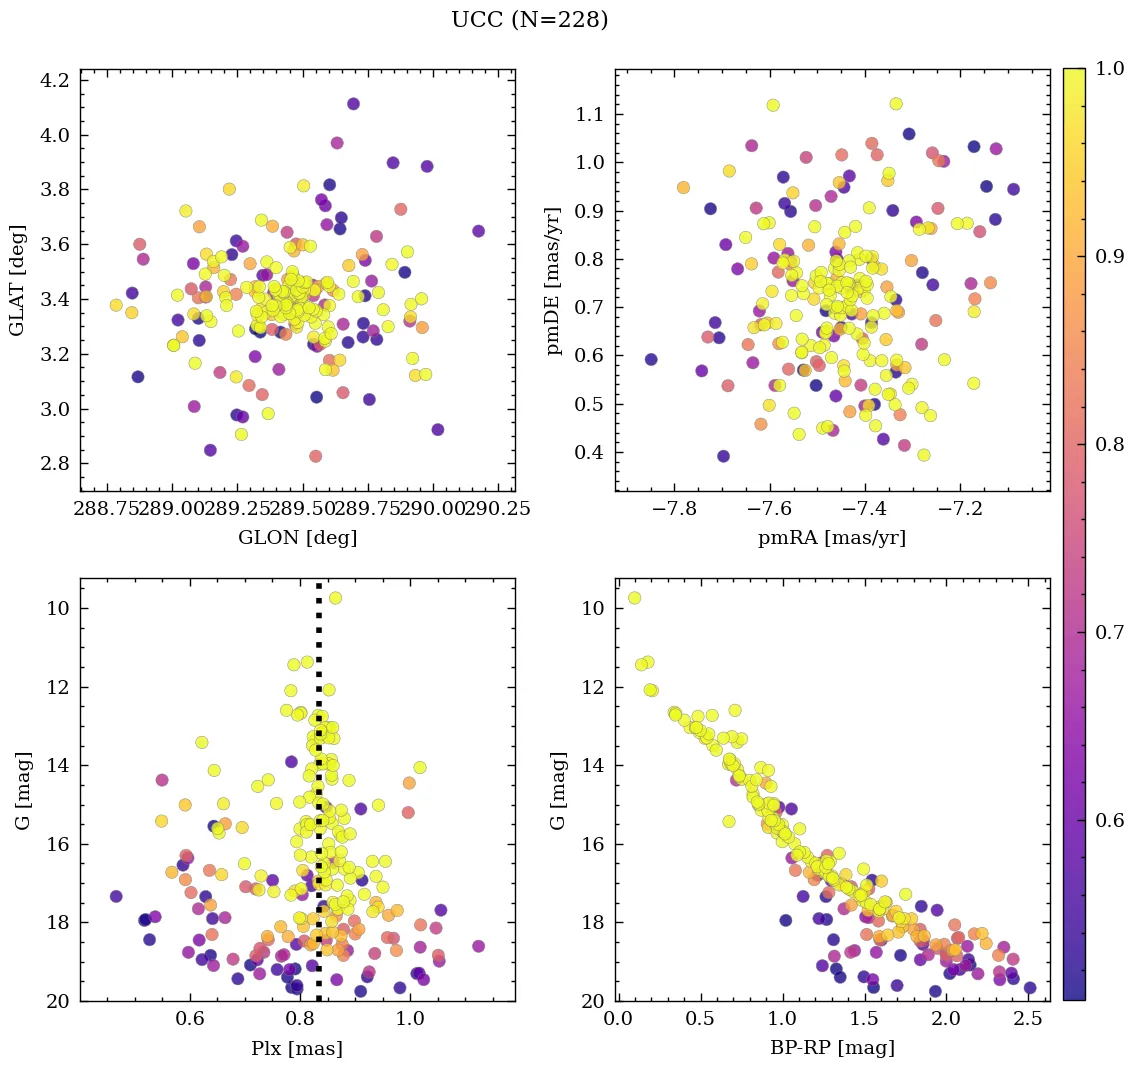 UCC (N=228)
4.2
4.0
3.8
3.6
3.4
3.2
3.0
2.8
GLAT [deg]
288.75 289.00 289.25 289.50 289.75 290.00 290.25
GLON [deg]
1.1
1.0
0.9
0.8
0.7
0.6
0.5
0.4
pmDE [mas/yr]
−7.8 −7.6 −7.4 −7.2
pmRA [mas/yr]
1.0
0.9
0.8
0.7
0.6
10
12
14
16
18
20
G [mag]
0.6 0.8 1.0
Plx [mas]
10
12
14
16
18
20
G [mag]
0.0 0.5 1.0 1.5 2.0 2.5
BP-RP [mag]